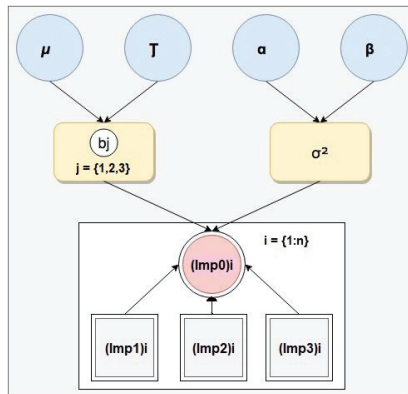 μ Ƭ α β
bj
j = {1,2,3}
σ²
i = {1:n}
(Imp0)i
(Imp1)i (Imp2)i (Imp3)i